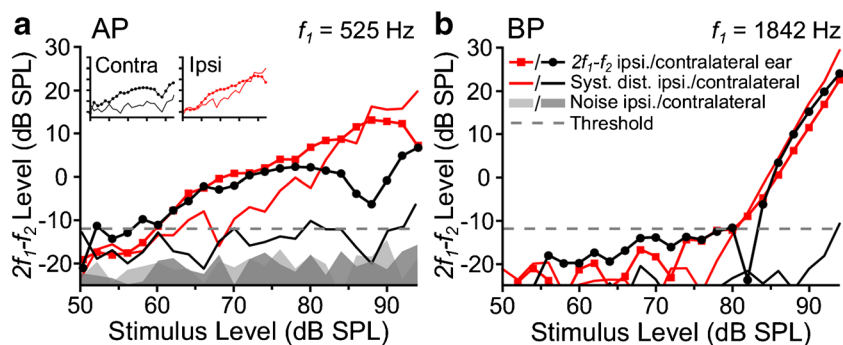 a AP f1 = 525 Hz
Contra Ipsi
2f1-f2 Level (dB SPL)
30
20
10
0
-10
-20
50 60 70 80 90
Stimulus Level (dB SPL)
b BP f1 = 1842 Hz
2f1-f2 ipsi./contralateral ear
Syst. dist. ipsi./contralateral
Noise ipsi./contralateral
Threshold
2f1-f2 Level (dB SPL)
30
20
10
0
-10
-20
50 60 70 80 90
Stimulus Level (dB SPL)